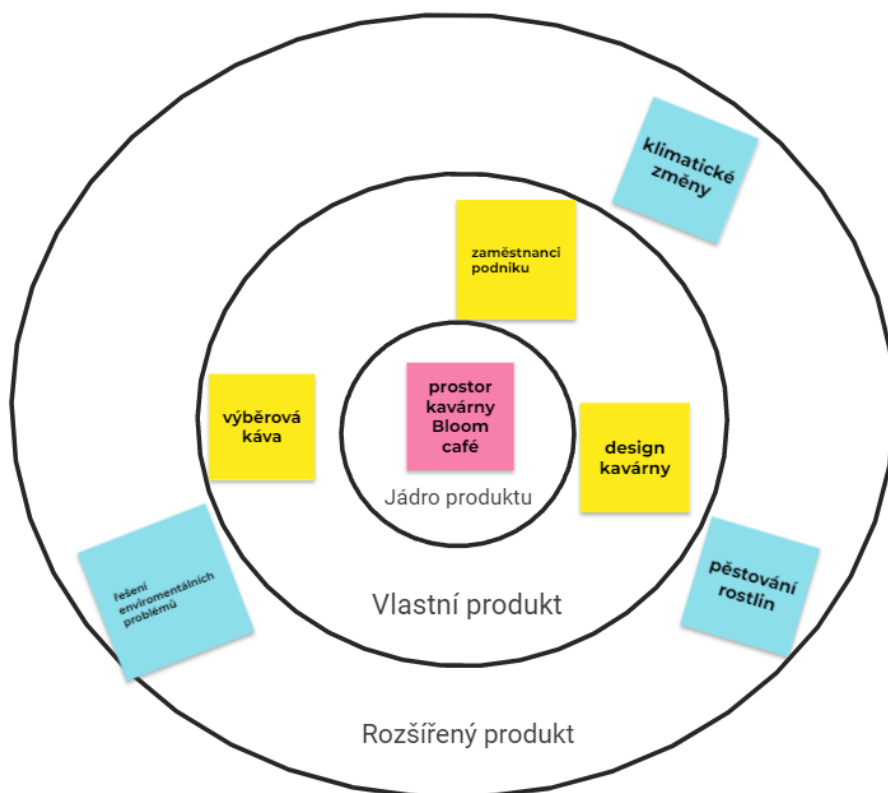 klimatické
změny
zaměstnanci
podniku
prostor
kavárny
Bloom
café
výběrová
káva
design
kavárny
Jádro produktu
řešení
enviromentálních
problémů
pěstování
rostlin
Vlastní produkt
Rozšířený produkt